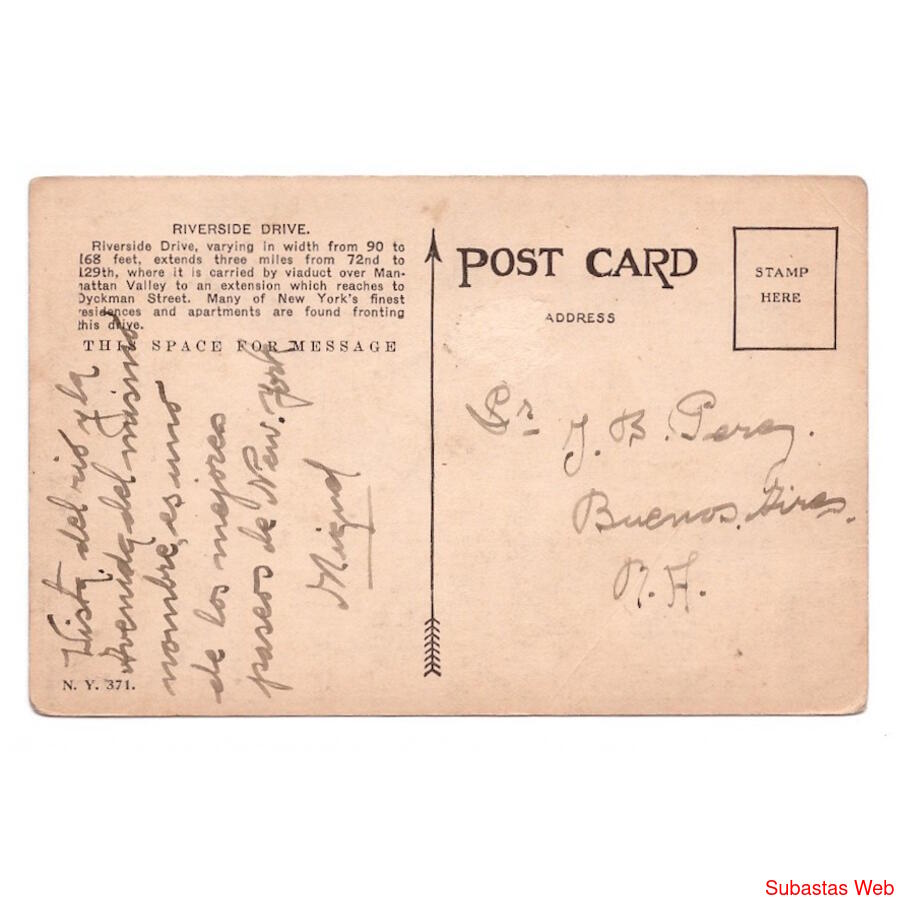 RIVERSIDE DRIVE.
Riverside Drive, varying in width from 90 to
168 feet, extends three miles from 72nd to
129th, where it is carried by viaduct over Man-
hattan Valley to an extension which reaches to
Dyckman Street. Many of New York's finest
residences and apartments are found fronting
this drive.
THIS SPACE FOR MESSAGE
Vista del rio y la
Avenida del mismo
nombre, es uno
de los mejores
paseos de New. York
Miguel
N. Y. 371.
POST CARD
ADDRESS
STAMP
HERE
Sr J. B. Perez.
Buenos. Aires.
R. A.
Subastas Web